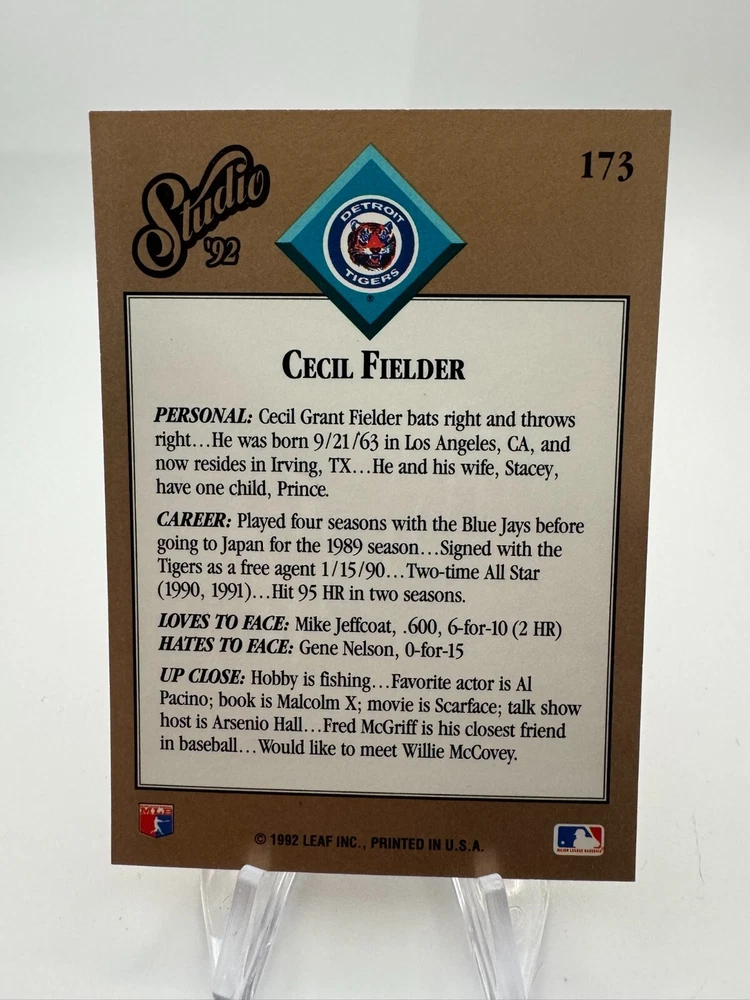 Studio
'92
173
DETROIT
TIGERS
®
CECIL FIELDER
PERSONAL: Cecil Grant Fielder bats right and throws
right...He was born 9/21/63 in Los Angeles, CA, and
now resides in Irving, TX...He and his wife, Stacey,
have one child, Prince.
CAREER: Played four seasons with the Blue Jays before
going to Japan for the 1989 season...Signed with the
Tigers as a free agent 1/15/90...Two-time All Star
(1990, 1991)...Hit 95 HR in two seasons.
LOVES TO FACE: Mike Jeffcoat, .600, 6-for-10 (2 HR)
HATES TO FACE: Gene Nelson, 0-for-15
UP CLOSE: Hobby is fishing...Favorite actor is Al
Pacino; book is Malcolm X; movie is Scarface; talk show
host is Arsenio Hall...Fred McGriff is his closest friend
in baseball...Would like to meet Willie McCovey.
© 1992 LEAF INC., PRINTED IN U.S.A.
MAJOR LEAGUE BASEBALL